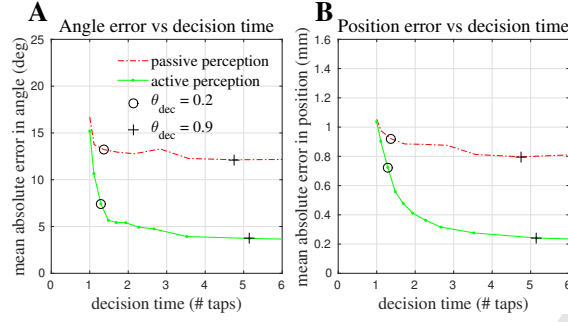 A Angle error vs decision time
mean absolute error in angle (deg)
25
20
15
10
5
0
passive perception
active perception
θdec = 0.2
θdec = 0.9
0 1 2 3 4 5 6
decision time (# taps)
B Position error vs decision time
mean absolute error in position (mm)
1.6
1.4
1.2
1
0.8
0.6
0.4
0.2
0
0 1 2 3 4 5 6
decision time (# taps)